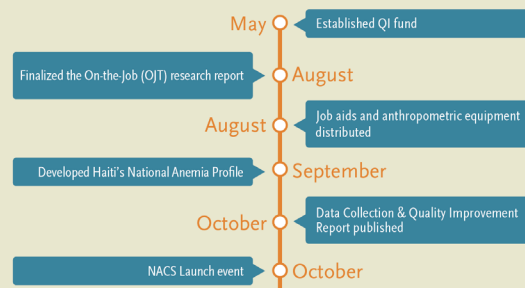 May
Established QI fund
Finalized the On-the-Job (OJT) research report
August
August
Job aids and anthropometric equipment
distributed
Developed Haiti's National Anemia Profile
September
October
Data Collection & Quality Improvement
Report published
NACS Launch event
October